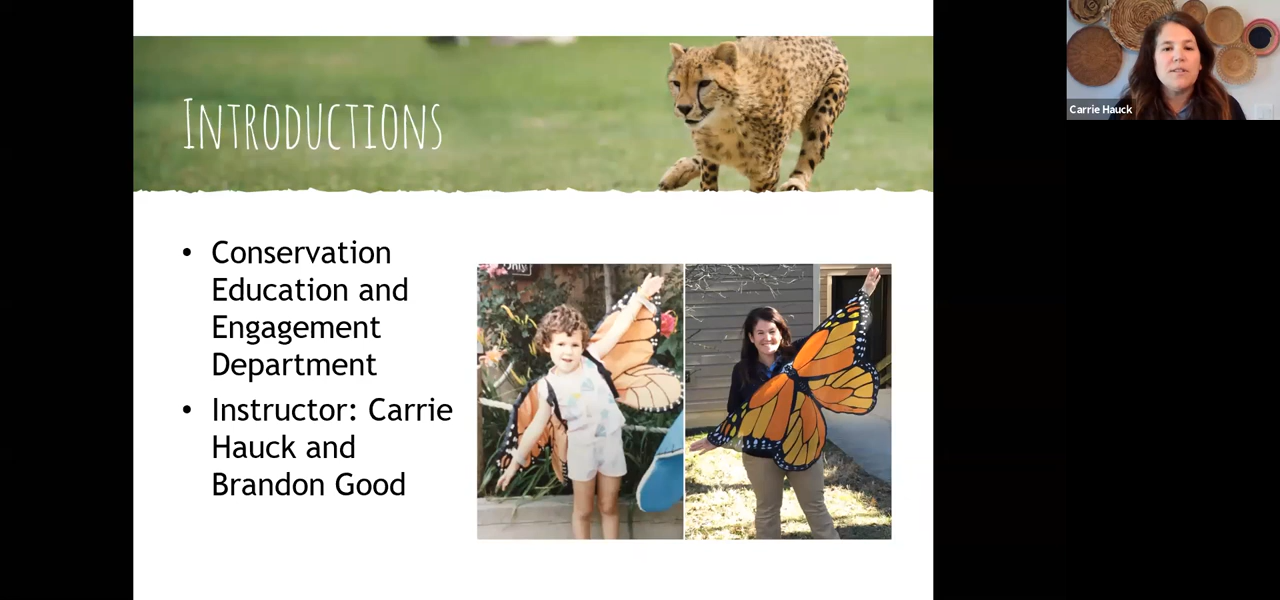 INTRODUCTIONS
• Conservation
Education and
Engagement
Department
• Instructor: Carrie
Hauck and
Brandon Good
Carrie Hauck